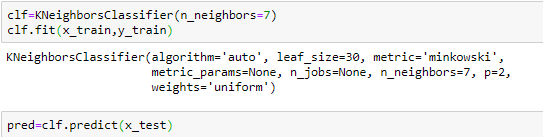 clf=KNeighborsClassifier(n_neighbors=7)
clf.fit(x_train,y_train)
KNeighborsClassifier(algorithm='auto', leaf_size=30, metric='minkowski',
metric_params=None, n_jobs=None, n_neighbors=7, p=2,
weights='uniform')
pred=clf.predict(x_test)